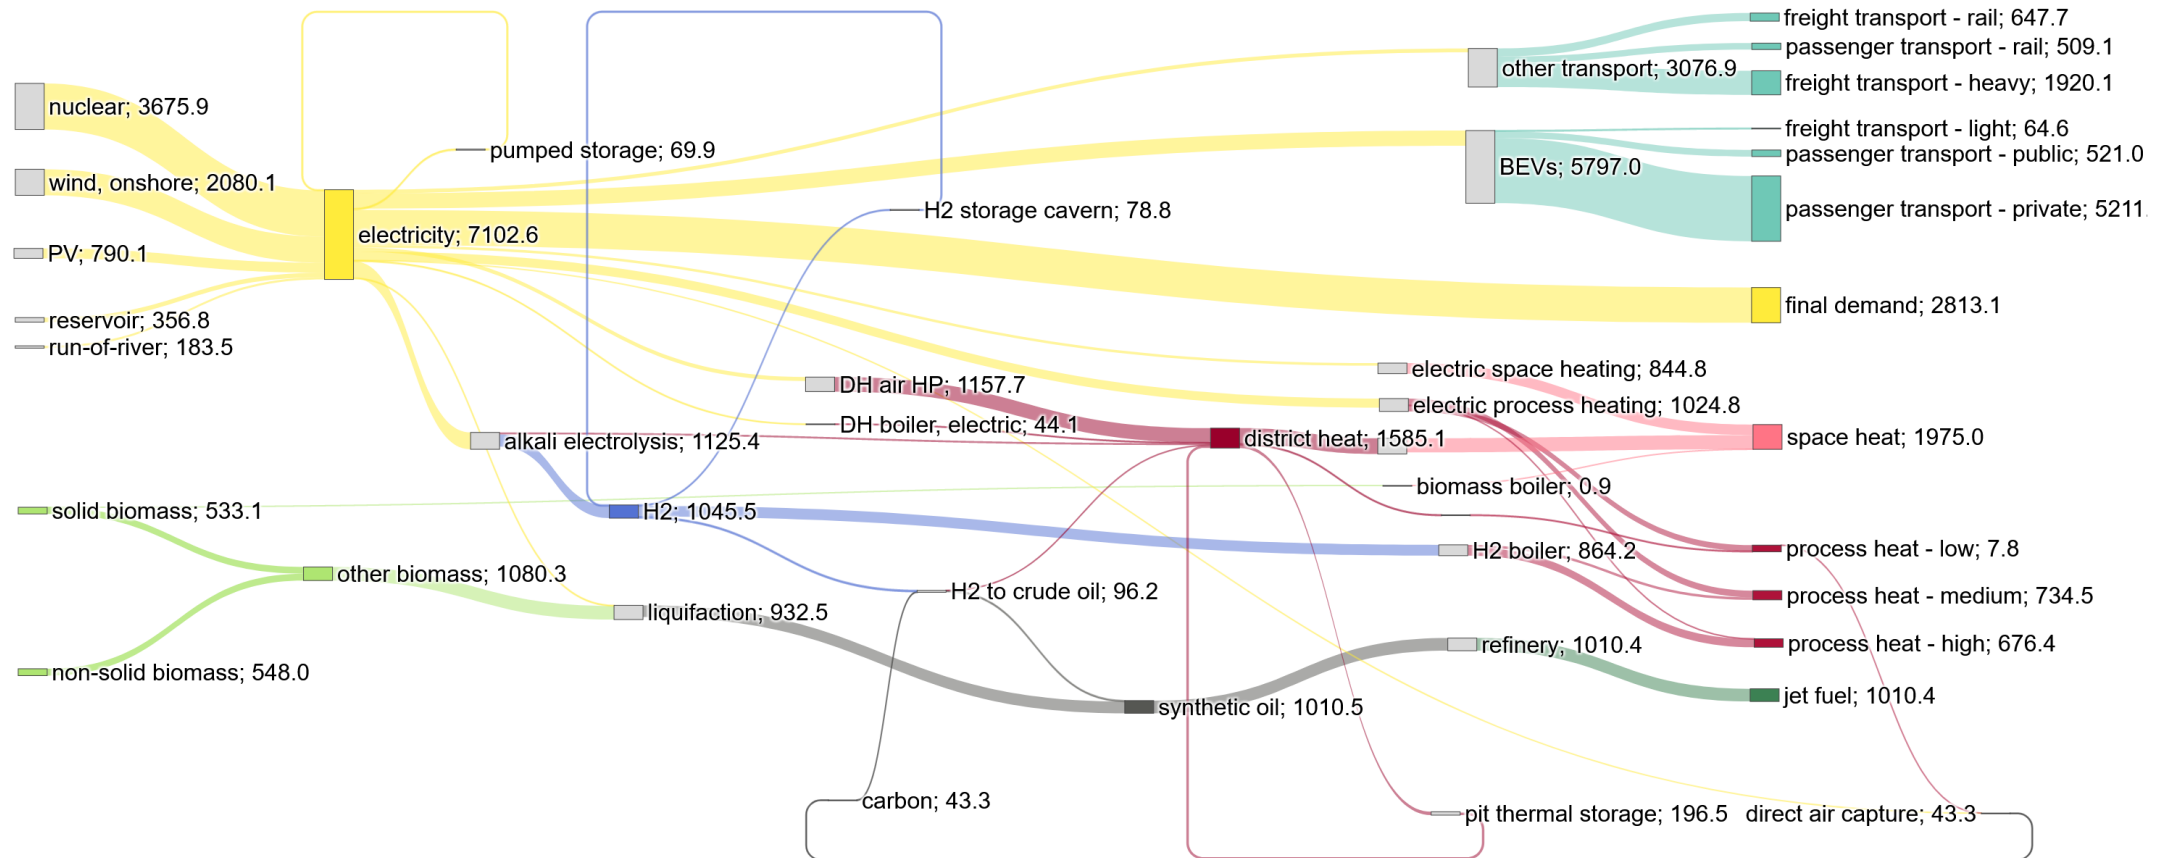 freight transport - rail; 647.7
passenger transport - rail; 509.1
other transport; 3076.9
freight transport - heavy; 1920.1
nuclear; 3675.9
freight transport - light; 64.6
pumped storage; 69.9
passenger transport - public; 521.0
BEVs; 5797.0
wind, onshore; 2080.1
H2 storage cavern; 78.8
passenger transport - private; 5211.
electricity; 7102.6
PV; 790.1
final demand; 2813.1
reservoir; 356.8
run-of-river; 183.5
electric space heating; 844.8
DH air HP; 1157.7
electric process heating; 1024.8
DH boiler, electric; 44.1
alkali electrolysis; 1125.4
district heat; 1585.1
space heat; 1975.0
biomass boiler; 0.9
solid biomass; 533.1
H2; 1045.5
H2 boiler; 864.2
process heat - low; 7.8
other biomass; 1080.3
H2 to crude oil; 96.2
process heat - medium; 734.5
liquifaction; 932.5
refinery; 1010.4
process heat - high; 676.4
non-solid biomass; 548.0
jet fuel; 1010.4
synthetic oil; 1010.5
carbon; 43.3
pit thermal storage; 196.5
direct air capture; 43.3